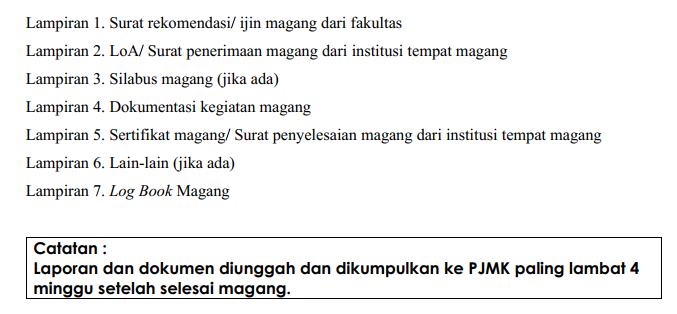 Lampiran 1. Surat rekomendasi/ ijin magang dari fakultas
Lampiran 2. LoA/ Surat penerimaan magang dari institusi tempat magang
Lampiran 3. Silabus magang (jika ada)
Lampiran 4. Dokumentasi kegiatan magang
Lampiran 5. Sertifikat magang/ Surat penyelesaian magang dari institusi tempat magang
Lampiran 6. Lain-lain (jika ada)
Lampiran 7. Log Book Magang
Catatan :
Laporan dan dokumen diunggah dan dikumpulkan ke PJMK paling lambat 4
minggu setelah selesai magang.